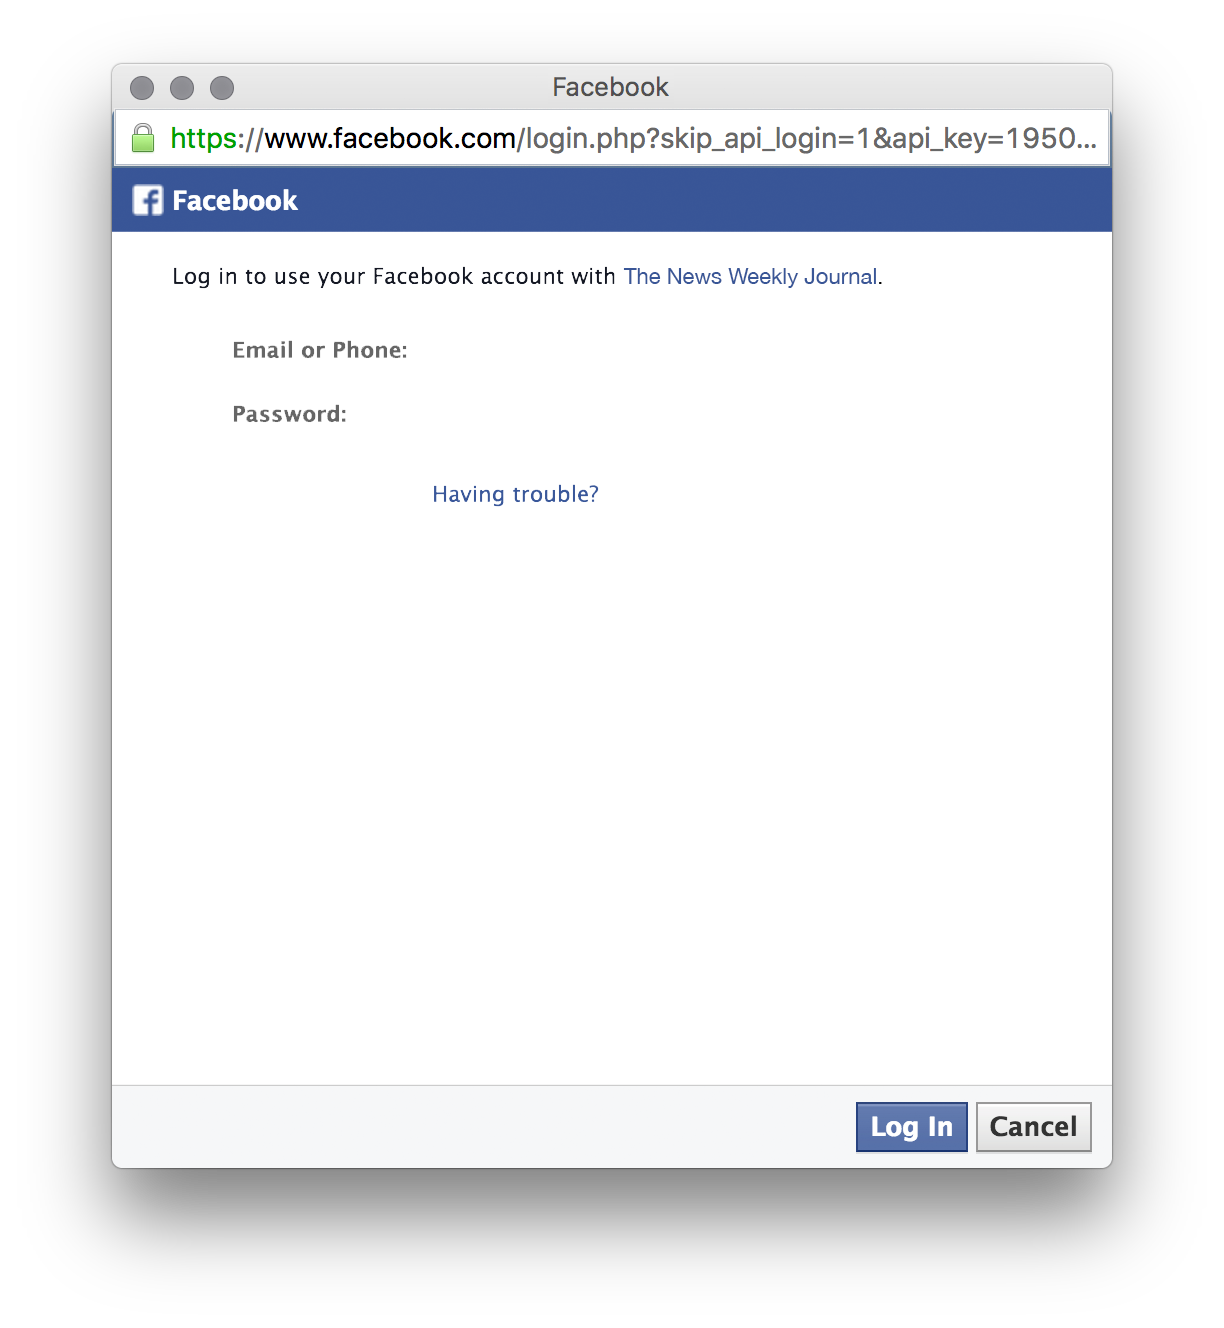 Facebook
https://www.facebook.com/login.php?skip_api_login=1&api_key=1950...
Facebook
Log in to use your Facebook account with The News Weekly Journal.
Email or Phone:
Password:
Having trouble?
Log In Cancel